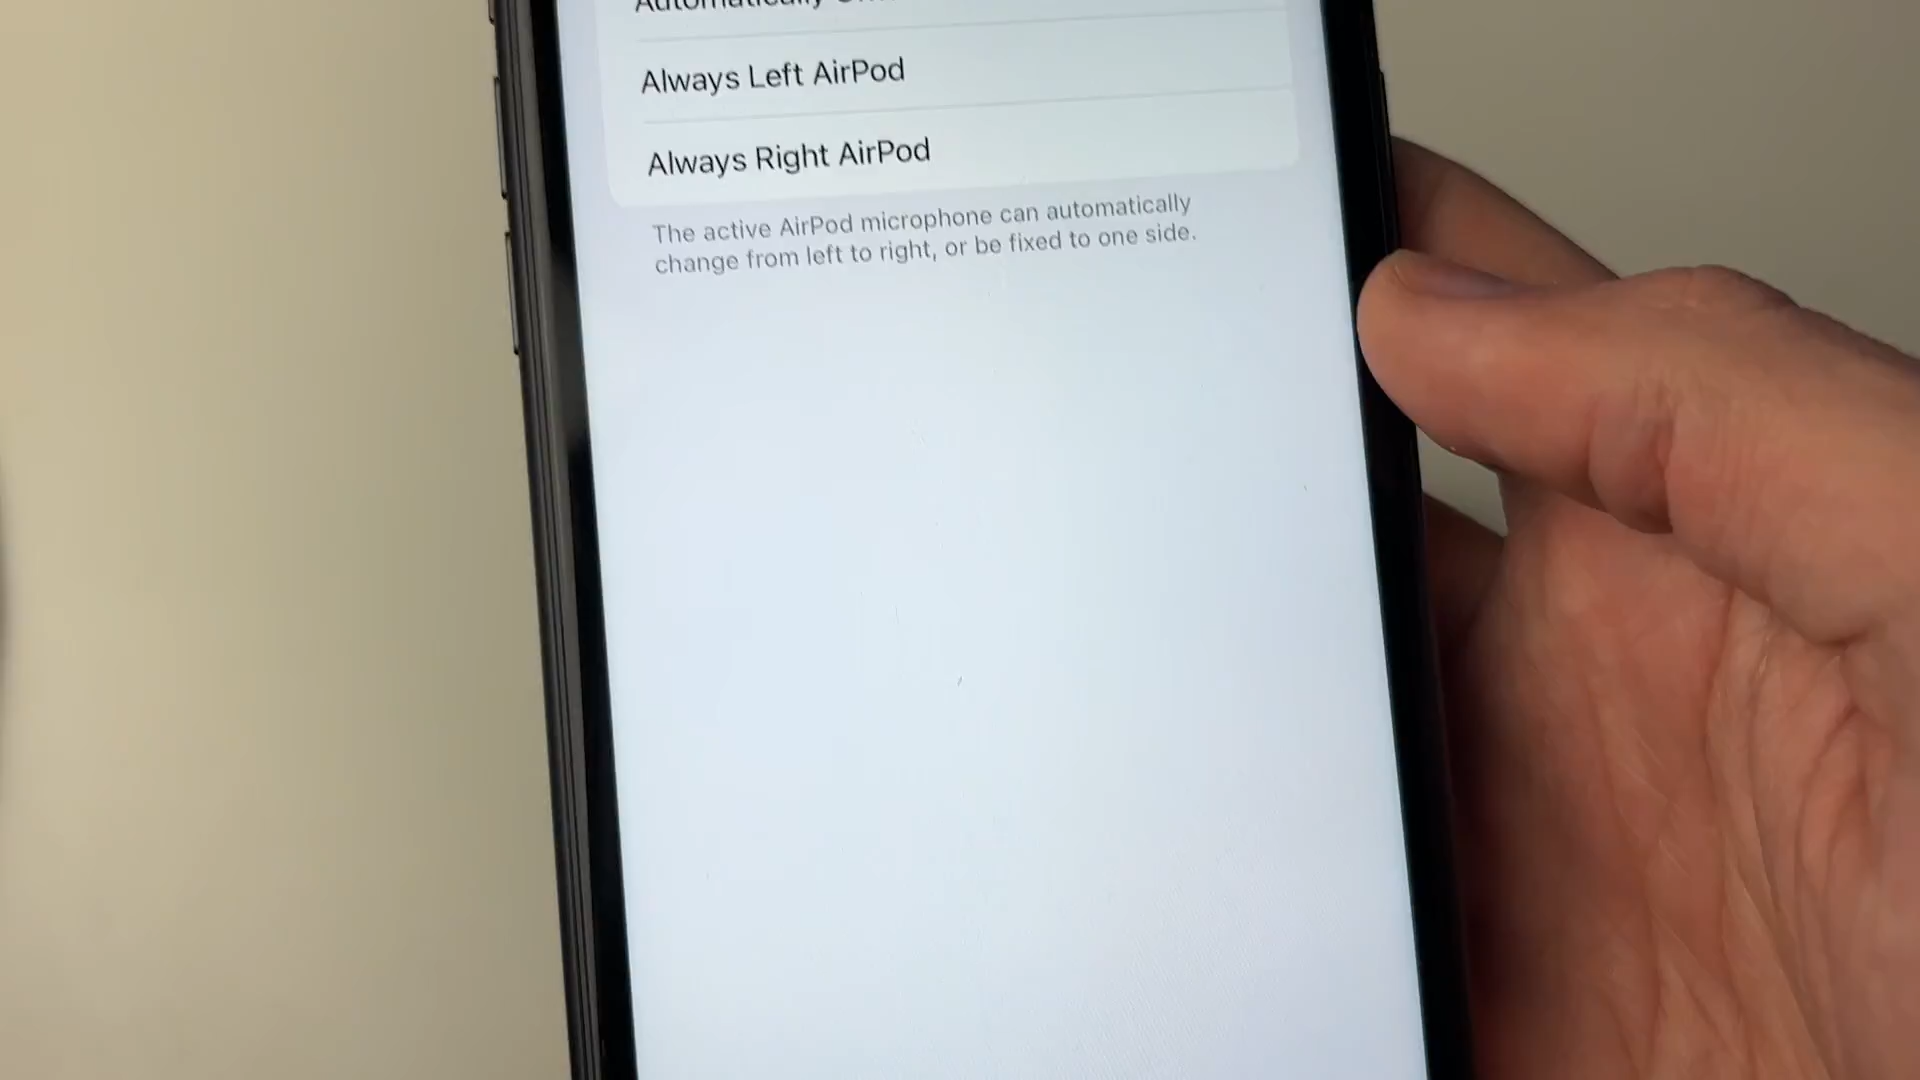 Automatically
Always Left AirPod
Always Right AirPod
The active AirPod microphone can automatically
change from left to right, or be fixed to one side.